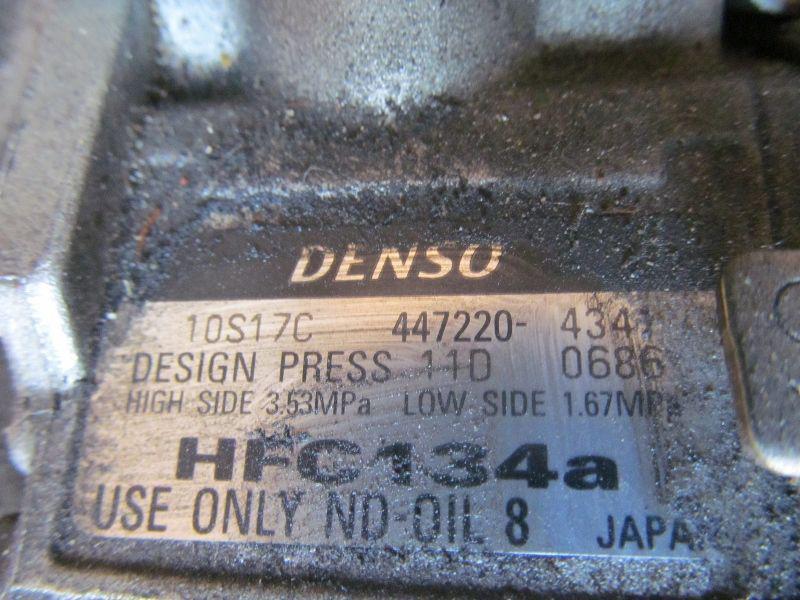 DENSO
10S17C 447220-
DESIGN PRESS 11D 0686
HIGH SIDE 3.53MPa LOW SIDE 1.67MPa
HFC134a
USE ONLY ND-OIL 8 JAPAN